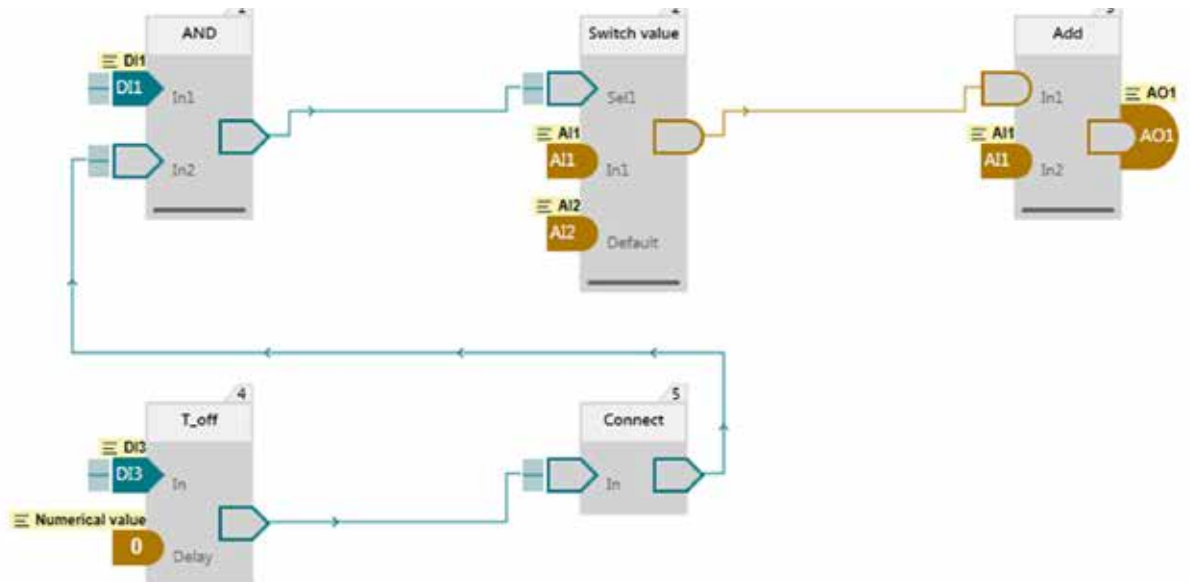 AND
DI1
DI1
In1
In2
Switch value
Sel1
AI1
AI1
In1
AI2
AI2
Default
Add
In1
AI1
AI1
In2
AO1
AO1
4
T_off
DI3
DI3
In
Numerical value
0
Delay
5
Connect
In